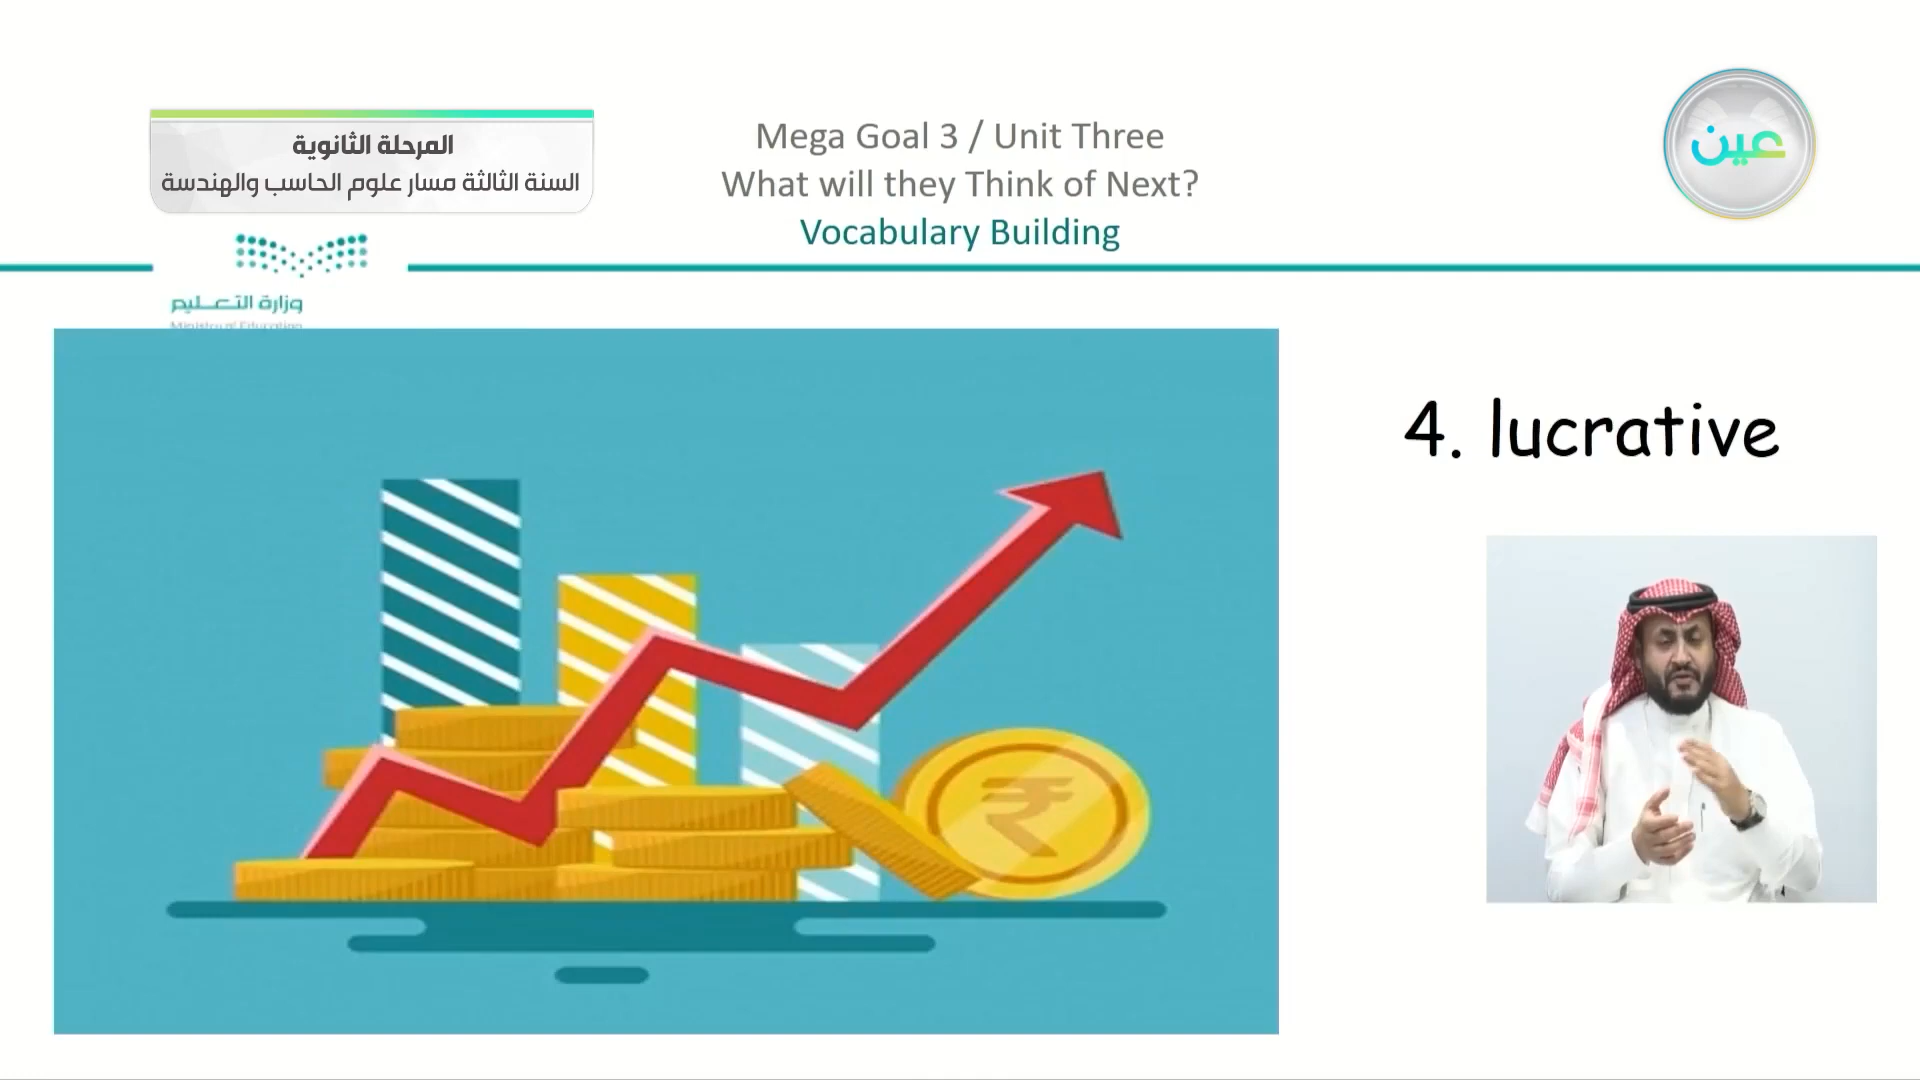 المرحلة الثانوية
السنة الثالثة مسار علوم الحاسب والهندسة
Mega Goal 3 / Unit Three
What will they Think of Next?
Vocabulary Building
عين
وزارة التعليم
Ministry of Education
4. lucrative
₹